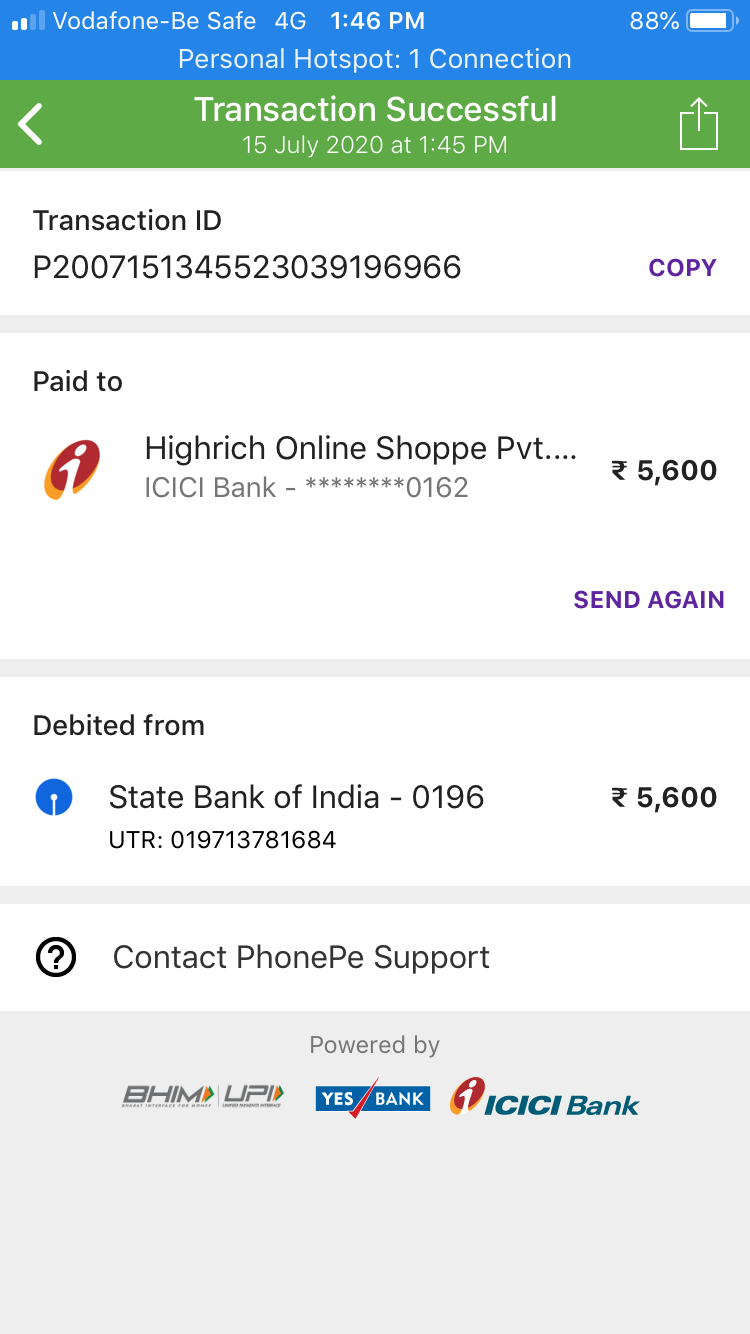 Vodafone-Be Safe 4G 1:46 PM 88%
Personal Hotspot: 1 Connection
Transaction Successful
15 July 2020 at 1:45 PM
Transaction ID
P2007151345523039196966
COPY
Paid to
Highrich Online Shoppe Pvt....
₹ 5,600
ICICI Bank - ********0162
SEND AGAIN
Debited from
State Bank of India - 0196
₹ 5,600
UTR: 019713781684
Contact PhonePe Support
Powered by
BHIM UPI YES BANK ICICI Bank
BHARAT INTERFACE FOR MONEY UNIFIED PAYMENTS INTERFACE